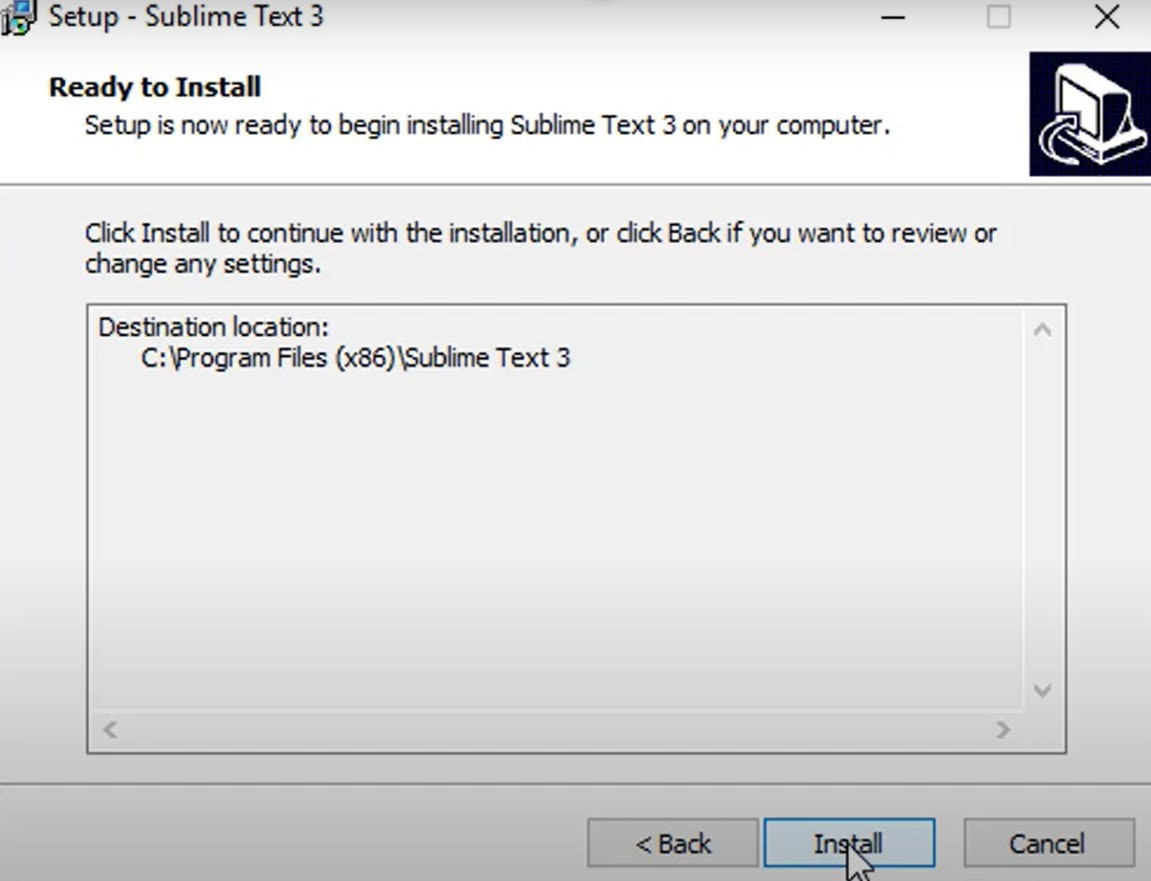 Setup - Sublime Text 3
Ready to Install
Setup is now ready to begin installing Sublime Text 3 on your computer.
Click Install to continue with the installation, or click Back if you want to review or
change any settings.
Destination location:
C:\Program Files (x86)\Sublime Text 3
< Back
Install
Cancel